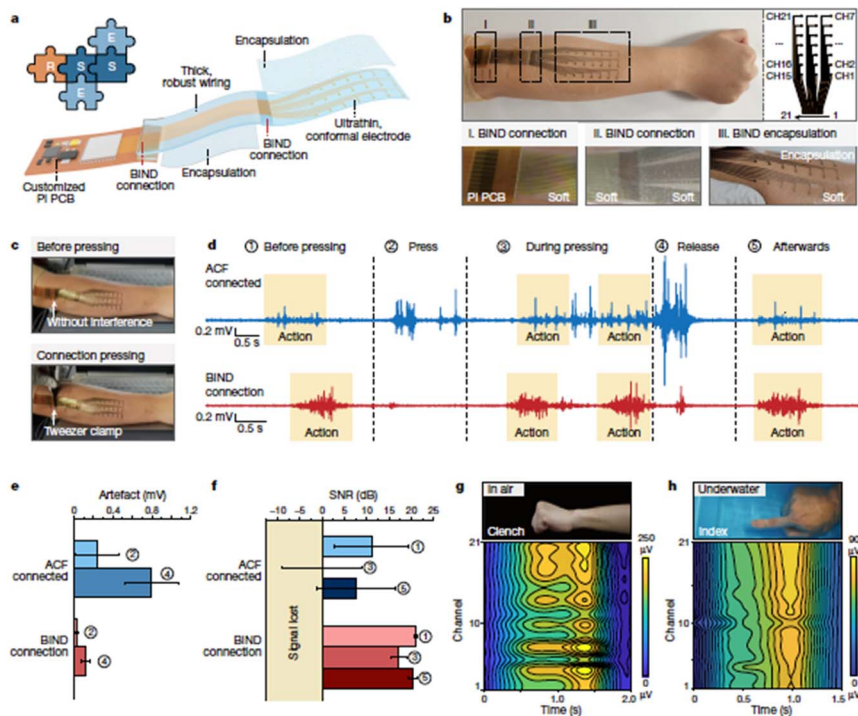 a
E
R S S
E
Thick,
robust wiring
Encapsulation
Ultrathin,
conformal electrode
BIND
connection
Encapsulation
BIND
connection
Customized
PI PCB
b
I II III
CH21 CH7
... ...
CH16 CH2
CH15 CH1
21 1
I. BIND connection
PI PCB Soft
II. BIND connection
Soft Soft
III. BIND encapsulation
Encapsulation
Soft
c
Before pressing
Without interference
Connection pressing
Tweezer clamp
d
① Before pressing ② Press ③ During pressing ④ Release ⑤ Afterwards
ACF
connected
0.2 mV
0.5 s
Action Action Action Action
BIND
connection
0.2 mV
0.5 s
Action Action Action Action
e
Artefact (mV)
0 0.4 0.8 1.2
ACF
connected
②
④
BIND
connection
②
④
f
SNR (dB)
−10 −5 0 5 10 15 20 25
Signal lost
ACF
connected
①
③
⑤
BIND
connection
①
③
⑤
g
In air
Clench
250
µV
21
Channel
10
1
0 0.5 1.0 1.5 2.0
Time (s)
0
µV
h
Underwater
Index
90
µV
21
Channel
10
1
0 0.5 1.0 1.5
Time (s)
0
µV